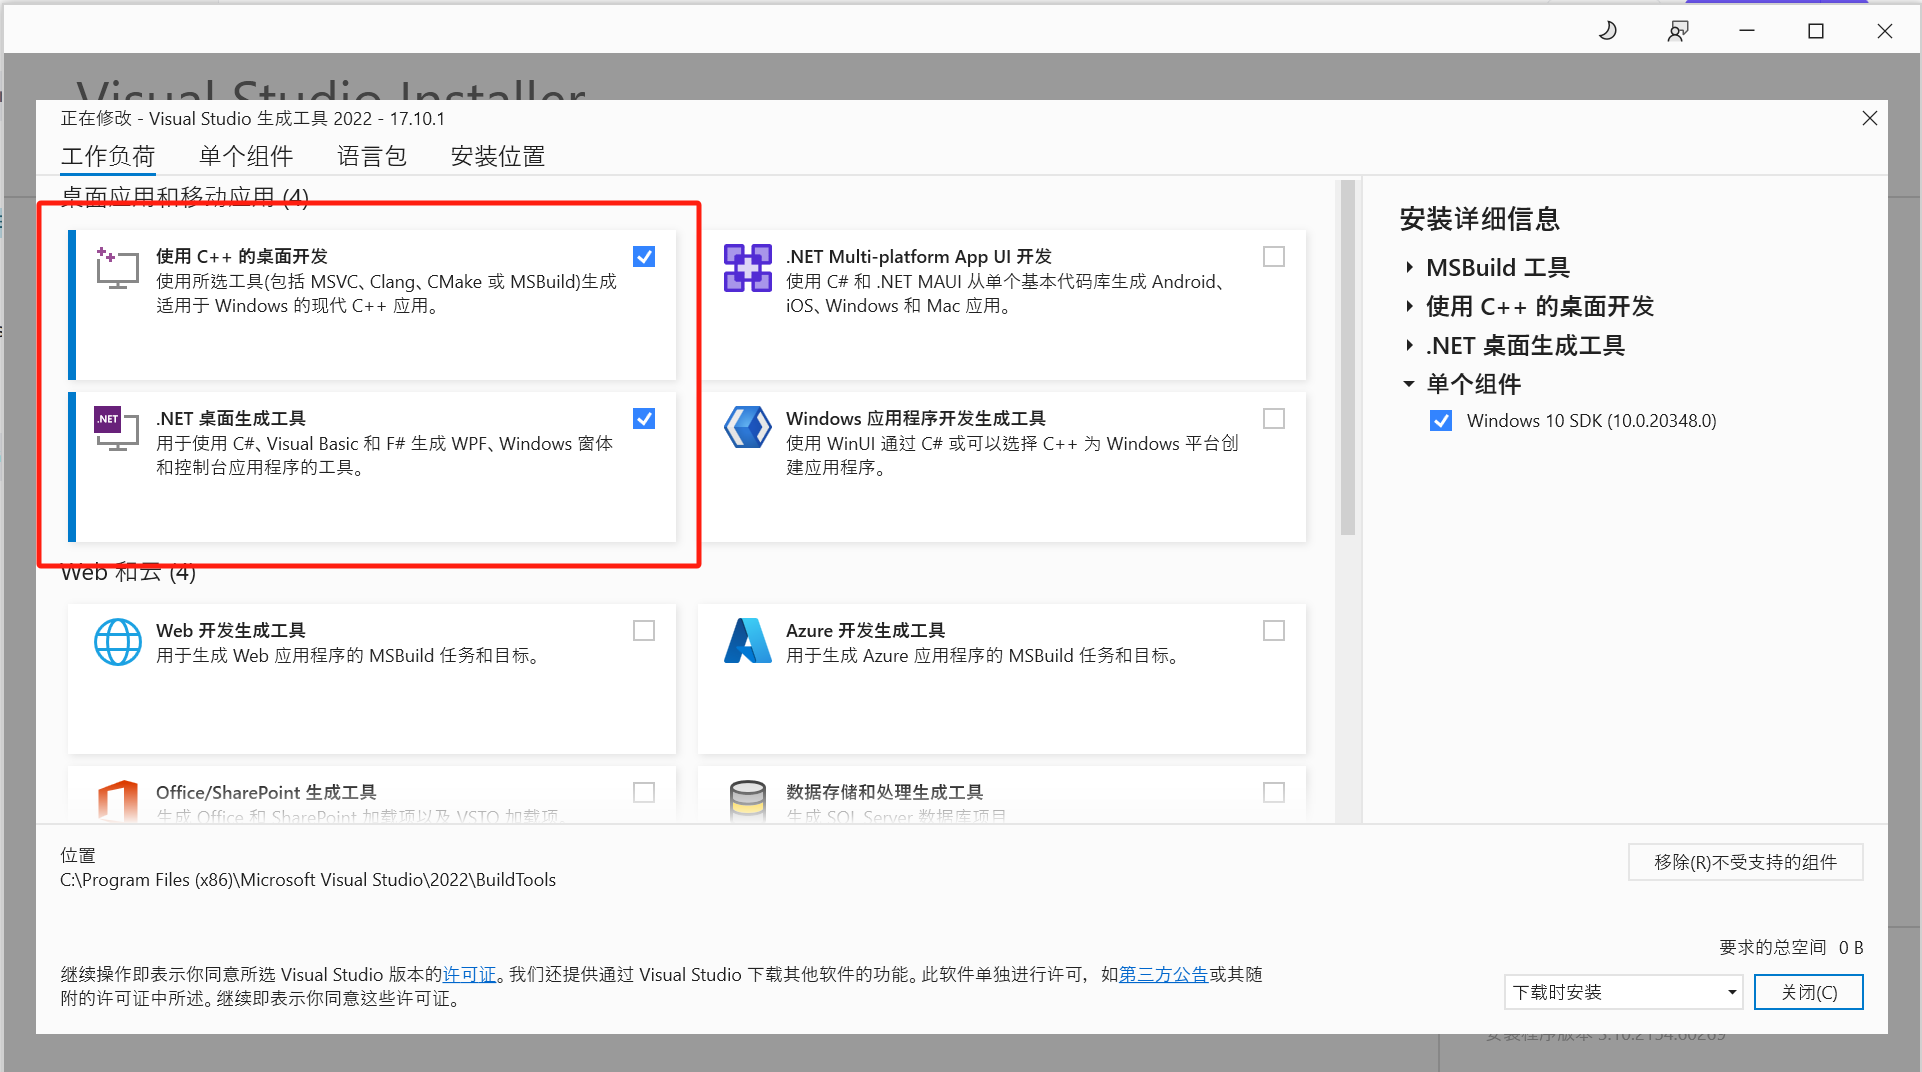 Visual Studio Installer
正在修改 - Visual Studio 生成工具 2022 - 17.10.1
工作负荷 单个组件 语言包 安装位置
桌面应用和移动应用 (4)
使用 C++ 的桌面开发
使用所选工具(包括 MSVC、Clang、CMake 或 MSBuild)生成
适用于 Windows 的现代 C++ 应用。
.NET Multi-platform App UI 开发
使用 C# 和 .NET MAUI 从单个基本代码库生成 Android、
iOS、Windows 和 Mac 应用。
.NET
.NET 桌面生成工具
用于使用 C#、Visual Basic 和 F# 生成 WPF、Windows 窗体
和控制台应用程序的工具。
Windows 应用程序开发生成工具
使用 WinUI 通过 C# 或可以选择 C++ 为 Windows 平台创
建应用程序。
Web 和云 (4)
Web 开发生成工具
用于生成 Web 应用程序的 MSBuild 任务和目标。
Azure 开发生成工具
用于生成 Azure 应用程序的 MSBuild 任务和目标。
Office/SharePoint 生成工具
生成 Office 和 SharePoint 加载项以及 VSTO 加载项。
数据存储和处理生成工具
生成 SQL Server 数据库项目
安装详细信息
MSBuild 工具
使用 C++ 的桌面开发
.NET 桌面生成工具
单个组件
Windows 10 SDK (10.0.20348.0)
位置
C:\Program Files (x86)\Microsoft Visual Studio\2022\BuildTools
移除(R)不受支持的组件
要求的总空间 0 B
继续操作即表示你同意所选 Visual Studio 版本的许可证。我们还提供通过 Visual Studio 下载其他软件的功能。此软件单独进行许可，如第三方公告或其随
附的许可证中所述。继续即表示你同意这些许可证。
下载时安装
关闭(C)